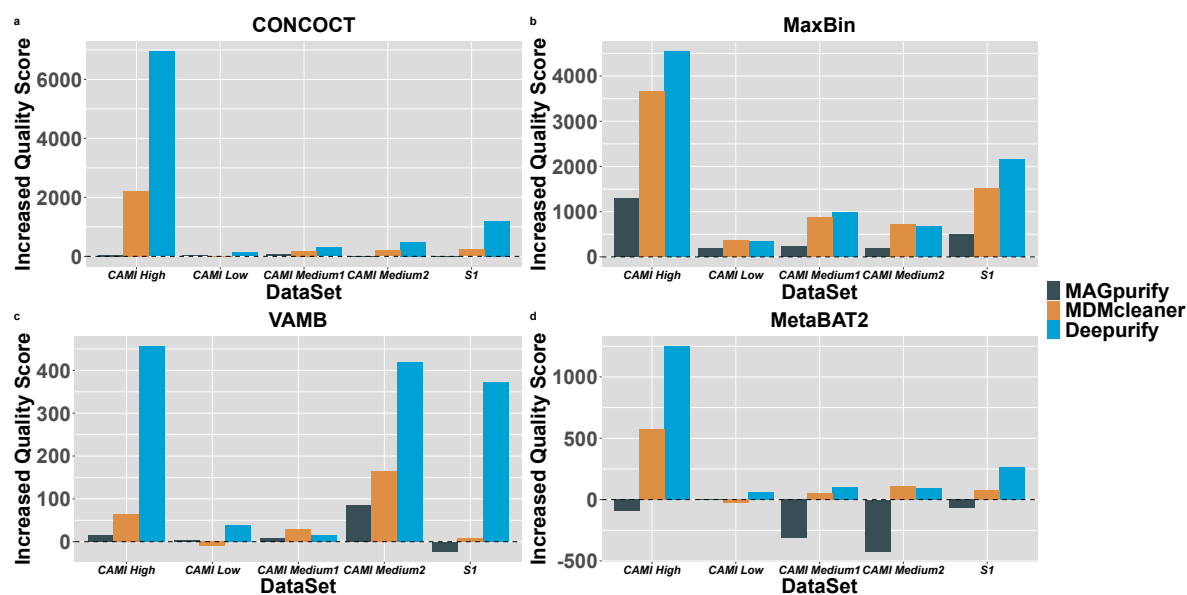 a
CONCOCT
Increased Quality Score
6000
4000
2000
0
CAMI High
CAMI Low
CAMI Medium1
CAMI Medium2
S1
DataSet
b
MaxBin
Increased Quality Score
4000
3000
2000
1000
0
CAMI High
CAMI Low
CAMI Medium1
CAMI Medium2
S1
DataSet
c
VAMB
Increased Quality Score
400
300
200
100
0
CAMI High
CAMI Low
CAMI Medium1
CAMI Medium2
S1
DataSet
d
MetaBAT2
Increased Quality Score
1000
500
0
-500
CAMI High
CAMI Low
CAMI Medium1
CAMI Medium2
S1
DataSet
MAGpurify
MDMcleaner
Deepurify